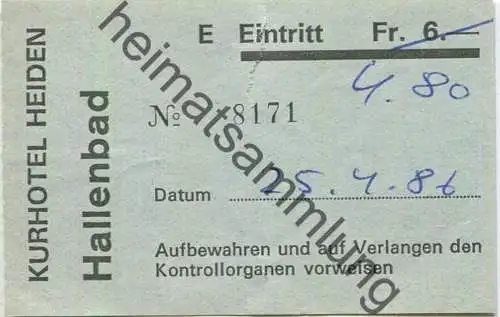 KURHOTEL HEIDEN
Hallenbad
E Eintritt Fr. 6.—
4.80
No 8171
Datum 25.4.86
Aufbewahren und auf Verlangen den
Kontrollorganen vorweisen
heimatsammlung